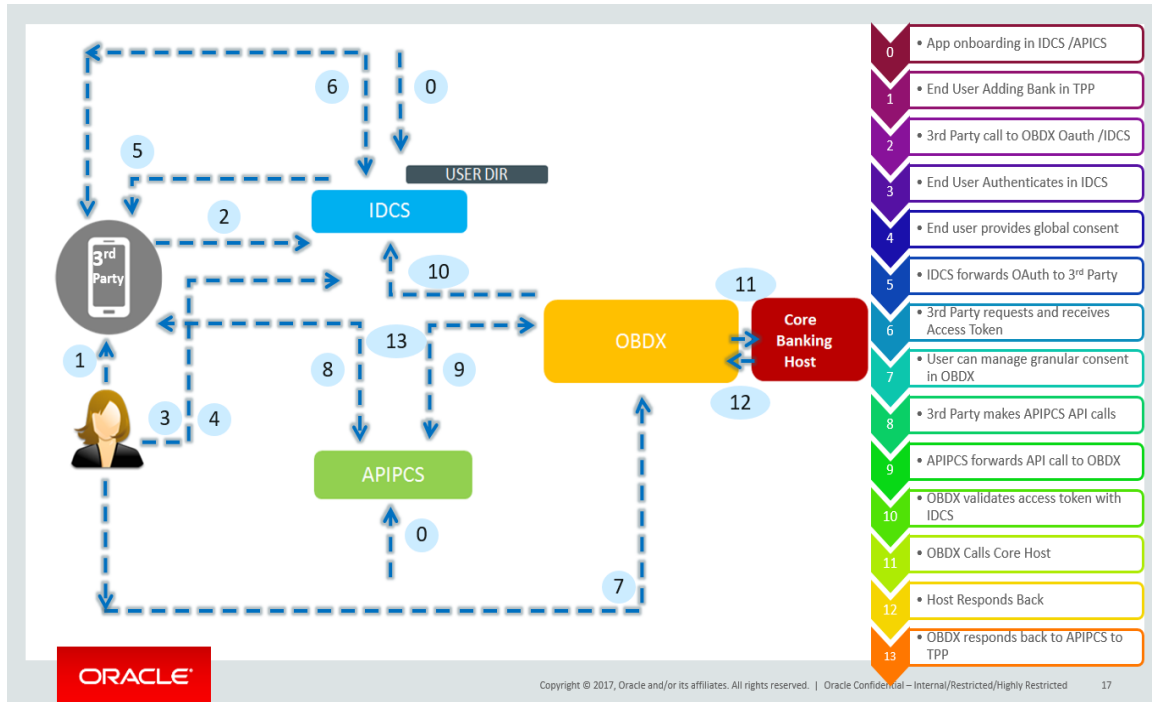 6
0
5
USER DIR
IDCS
2
3rd
Party
10
11
OBDX
Core
Banking
Host
13
1
8
9
12
3
4
APIPCS
0
7
0
• App onboarding in IDCS /APICS
1
• End User Adding Bank in TPP
2
• 3rd Party call to OBDX Oauth /IDCS
3
• End User Authenticates in IDCS
4
• End user provides global consent
5
• IDCS forwards OAuth to 3rd Party
6
• 3rd Party requests and receives
Access Token
7
• User can manage granular consent
in OBDX
8
• 3rd Party makes APIPCS API calls
9
• APIPCS forwards API call to OBDX
10
• OBDX validates access token with
IDCS
11
• OBDX Calls Core Host
12
• Host Responds Back
13
• OBDX responds back to APIPCS to
TPP
ORACLE®
Copyright © 2017, Oracle and/or its affiliates. All rights reserved. | Oracle Confidential – Internal/Restricted/Highly Restricted 17